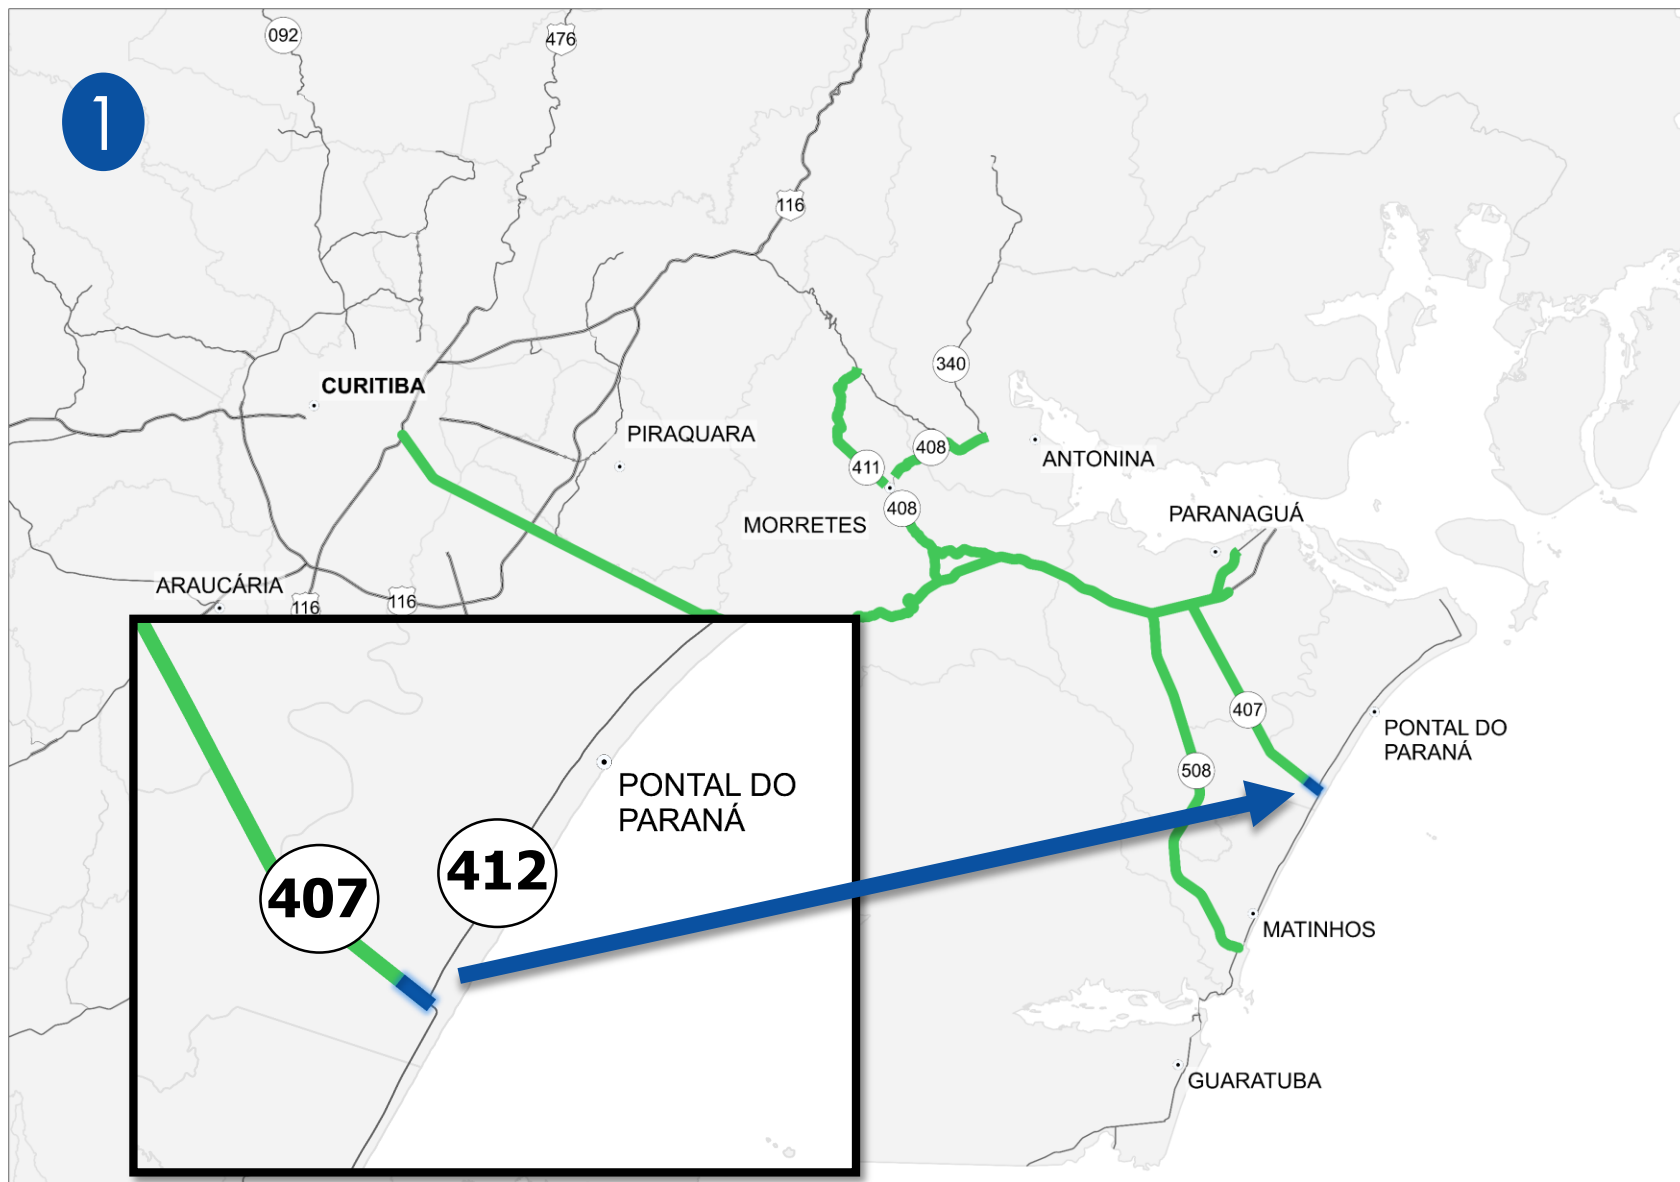 092
476
1
116
340
CURITIBA
PIRAQUARA
408
ANTONINA
411
408
MORRETES
PARANAGUÁ
ARAUCÁRIA
116
116
407
PONTAL DO
PARANÁ
508
PONTAL DO
PARANÁ
412
407
MATINHOS
GUARATUBA